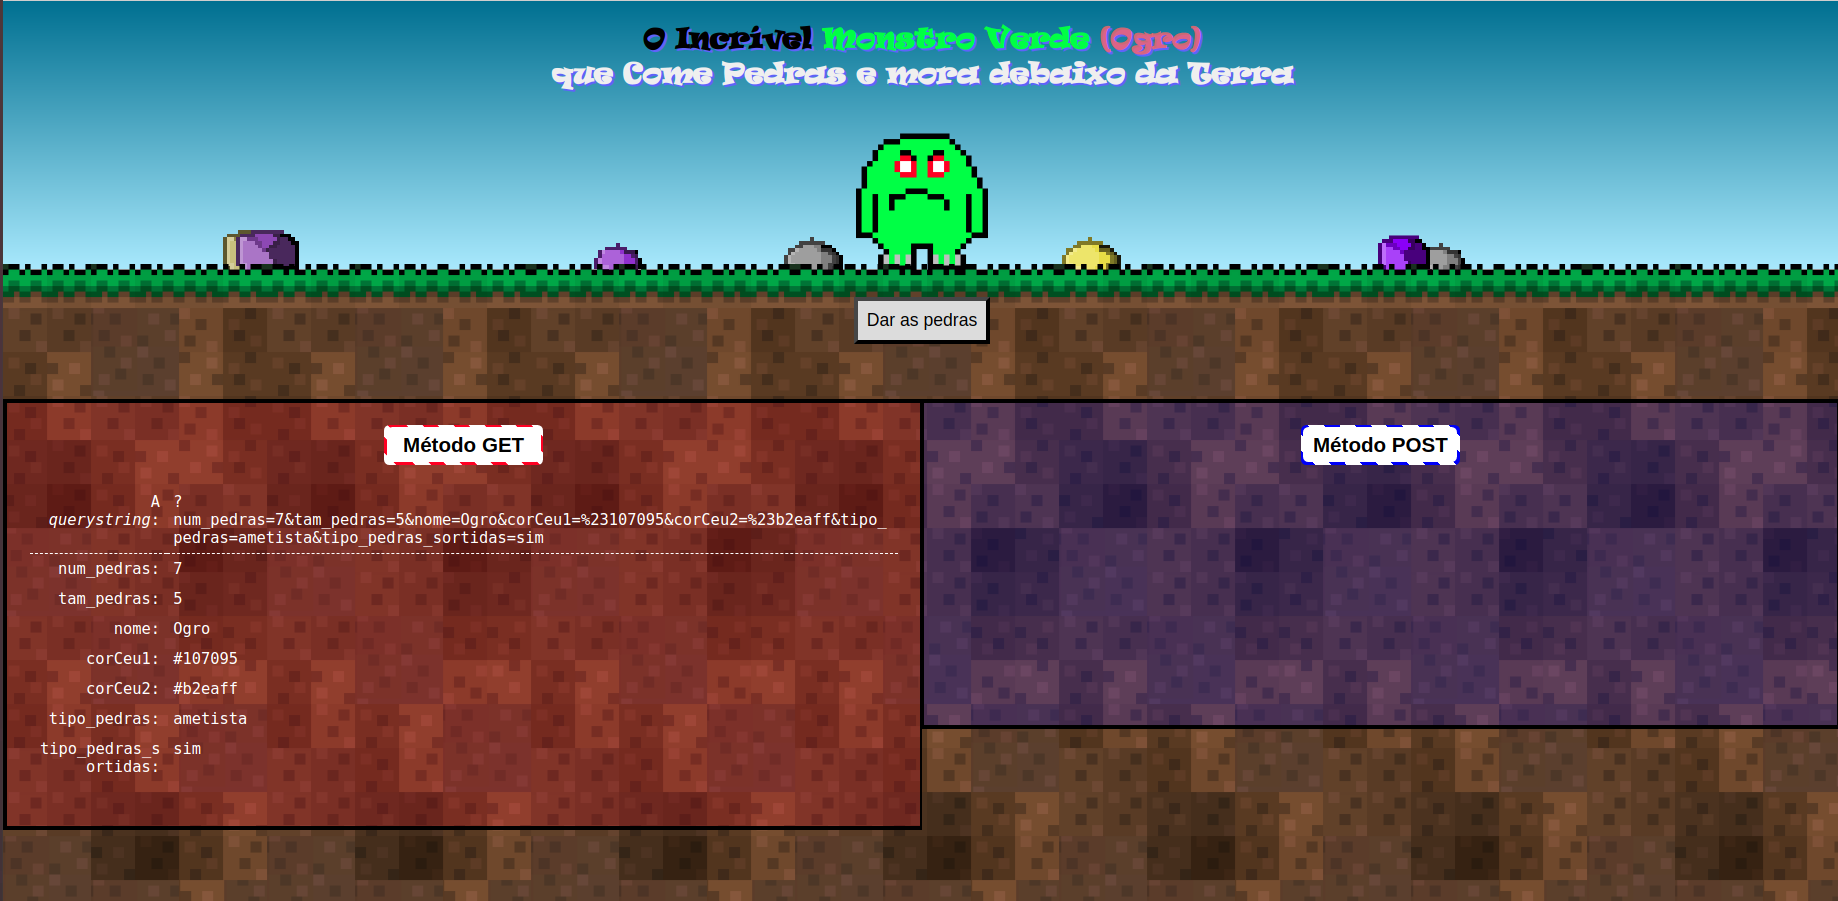 O Incrível Monstro Verde (Ogro)
que Come Pedras e mora debaixo da Terra
Dar as pedras
Método GET
A ?
querystring: num_pedras=7&tam_pedras=5&nome=Ogro&corCeu1=%23107095&corCeu2=%23b2eaff&tipo_
pedras=ametista&tipo_pedras_sortidas=sim
num_pedras: 7
tam_pedras: 5
nome: Ogro
corCeu1: #107095
corCeu2: #b2eaff
tipo_pedras: ametista
tipo_pedras_s sim
ortidas:
Método POST